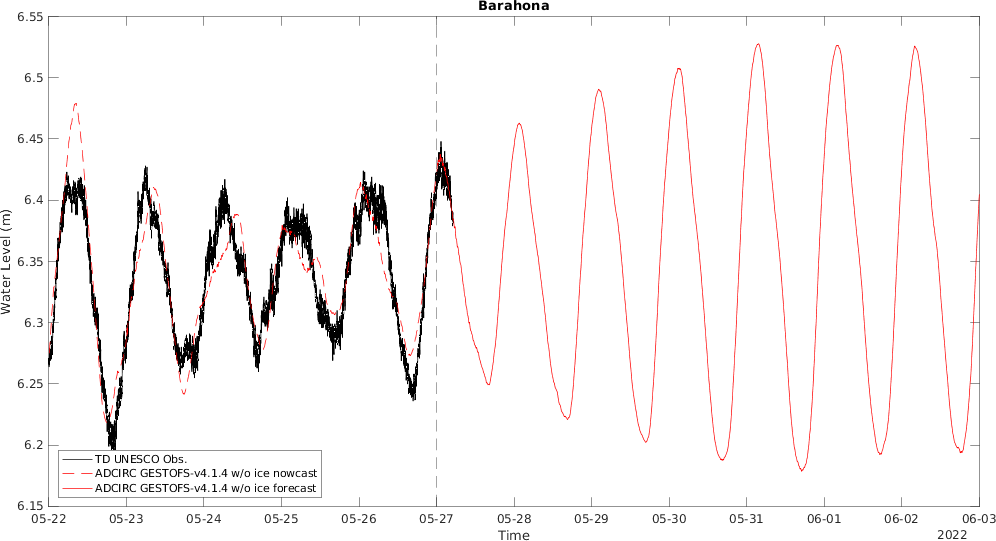 Barahona
6.55
6.5
6.45
6.4
6.35
6.3
6.25
6.2
6.15
Water Level (m)
TD UNESCO Obs.
ADCIRC GESTOFS-v4.1.4 w/o ice nowcast
ADCIRC GESTOFS-v4.1.4 w/o ice forecast
05-22 05-23 05-24 05-25 05-26 05-27 05-28 05-29 05-30 05-31 06-01 06-02 06-03
Time
2022